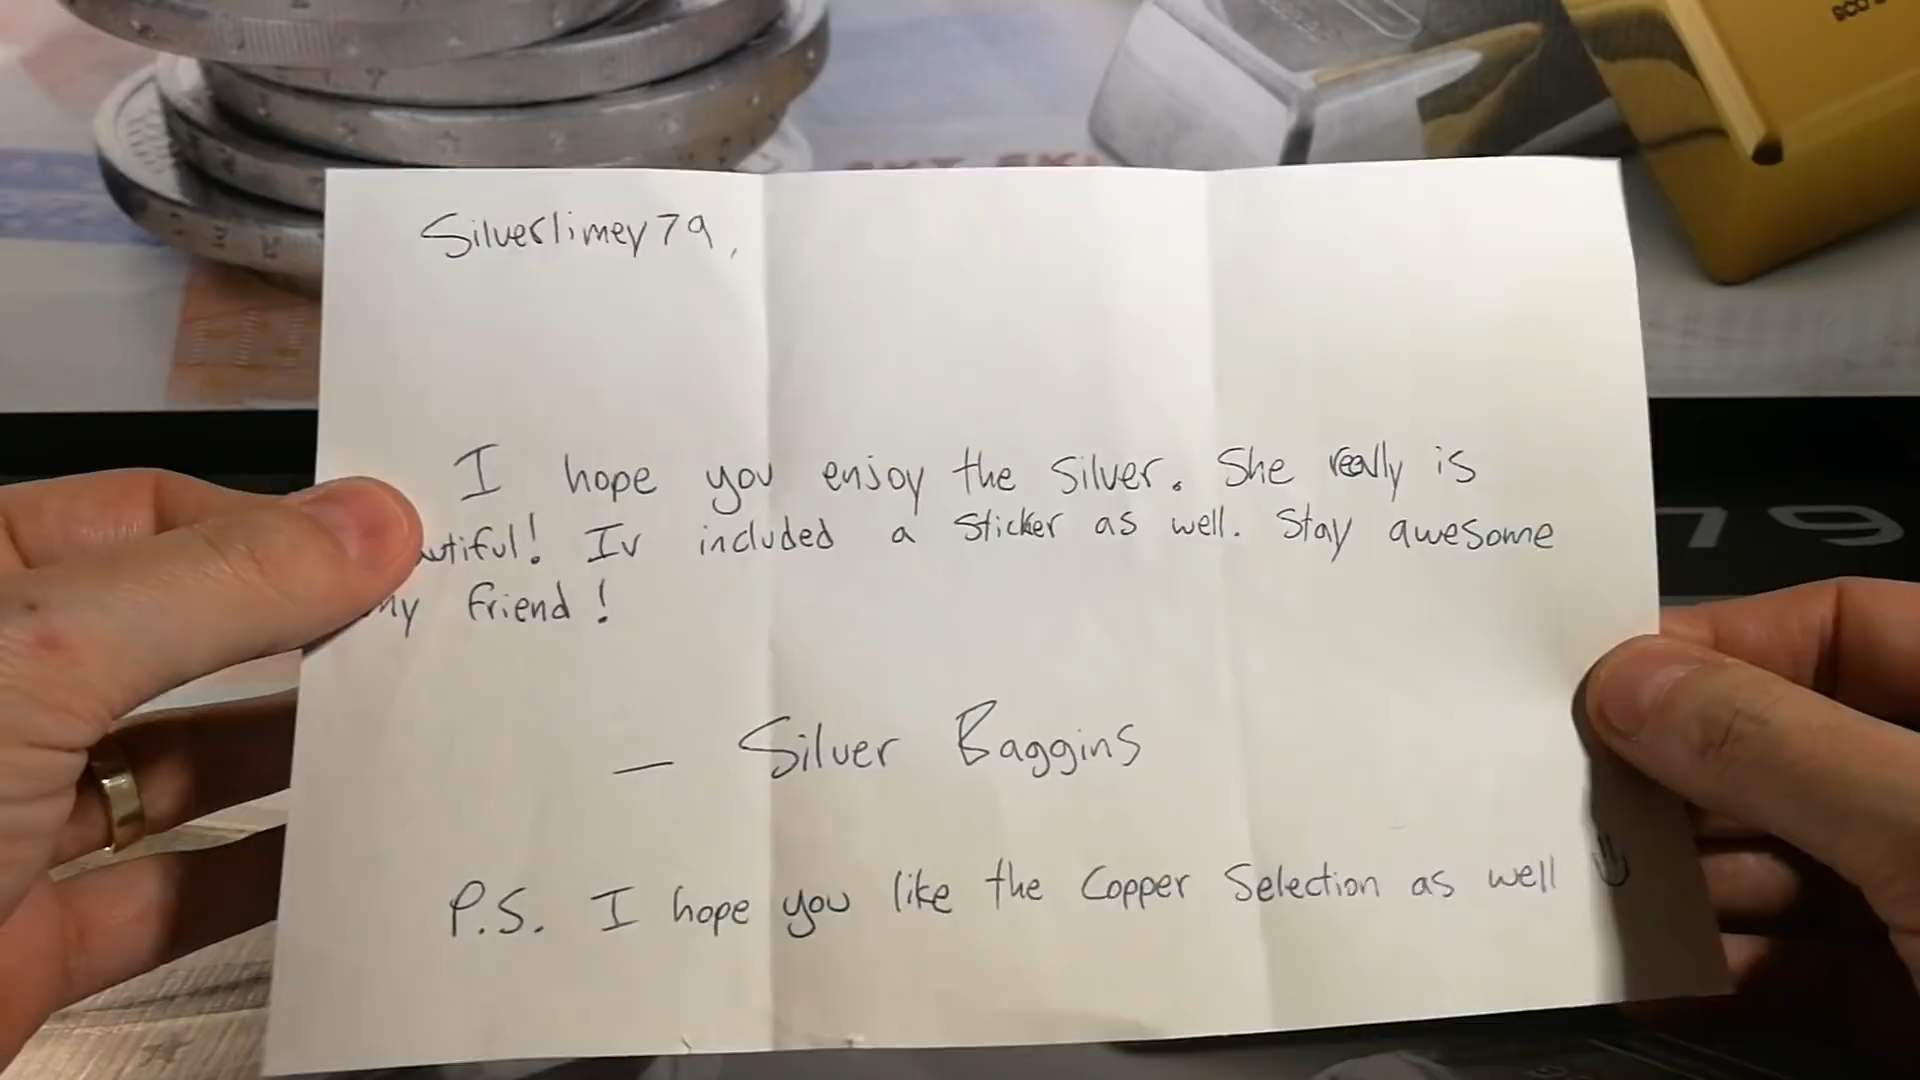 Silverlimey79,
I hope you enjoy the silver. She really is
utiful! Iv included a sticker as well. Stay awesome
my friend!
— Silver Baggins
P.S. I hope you like the Copper Selection as well